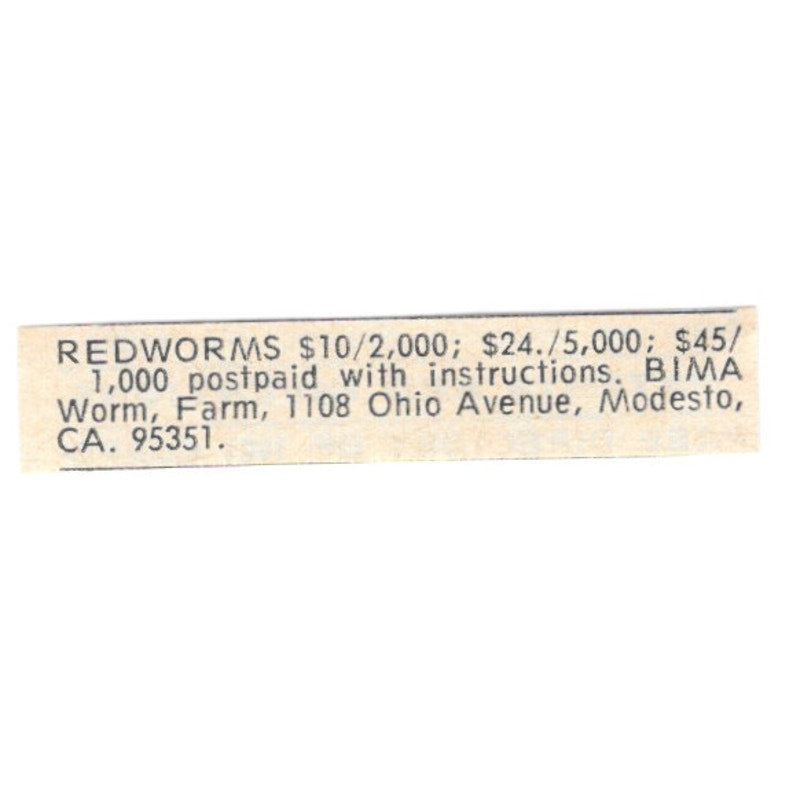 REDWORMS $10/2,000; $24./5,000; $45/
1,000 postpaid with instructions. BIMA
Worm, Farm, 1108 Ohio Avenue, Modesto,
CA. 95351.